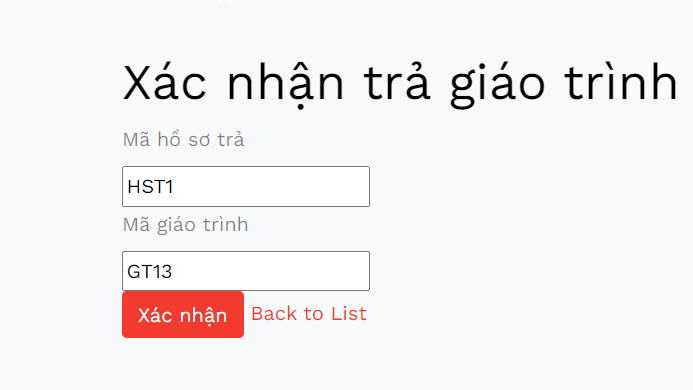 Xác nhận trả giáo trình
Mã hồ sơ trả
HST1
Mã giáo trình
GT13
Xác nhận Back to List